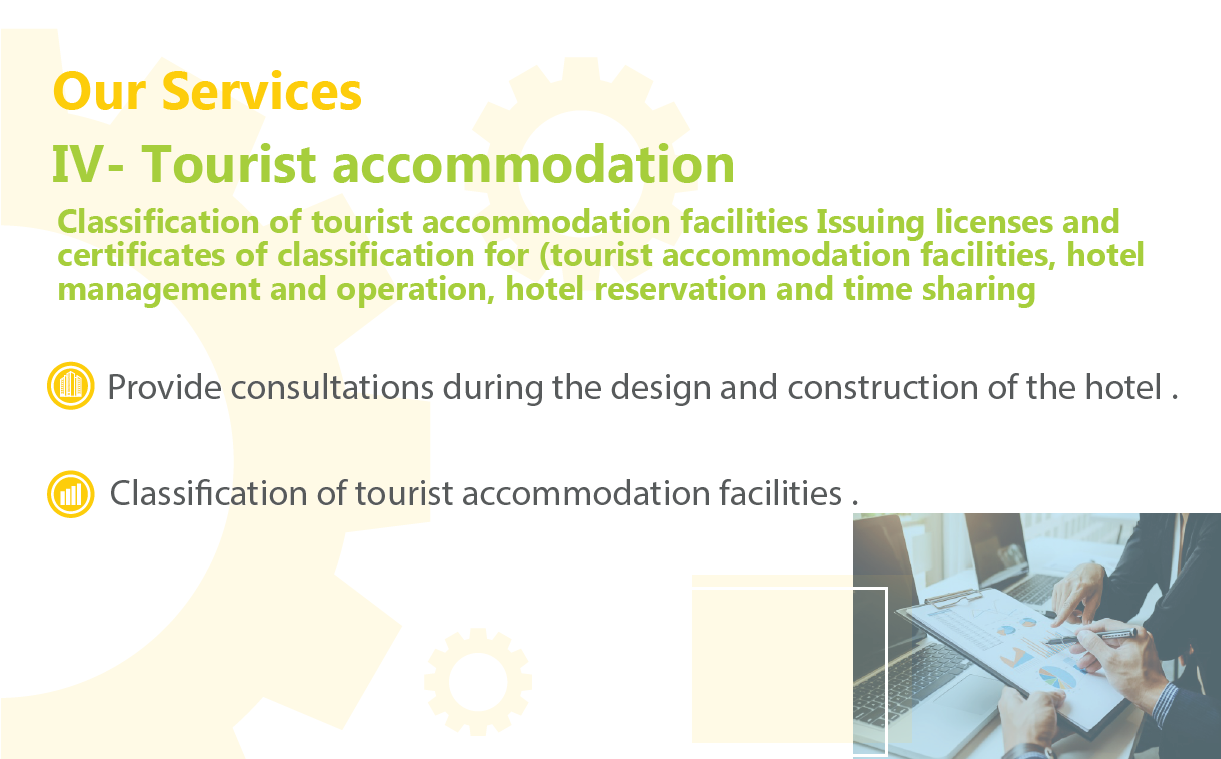 Our Services
IV- Tourist accommodation
Classification of tourist accommodation facilities Issuing licenses and
certificates of classification for (tourist accommodation facilities, hotel
management and operation, hotel reservation and time sharing
Provide consultations during the design and construction of the hotel .
Classification of tourist accommodation facilities .